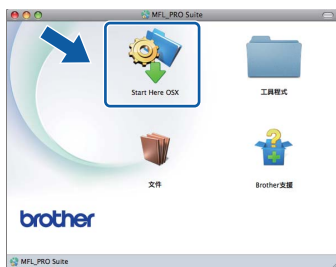 MFL_PRO Suite
Start Here OSX
工具程式
文件
Brother支援
brother
MFL_PRO Suite